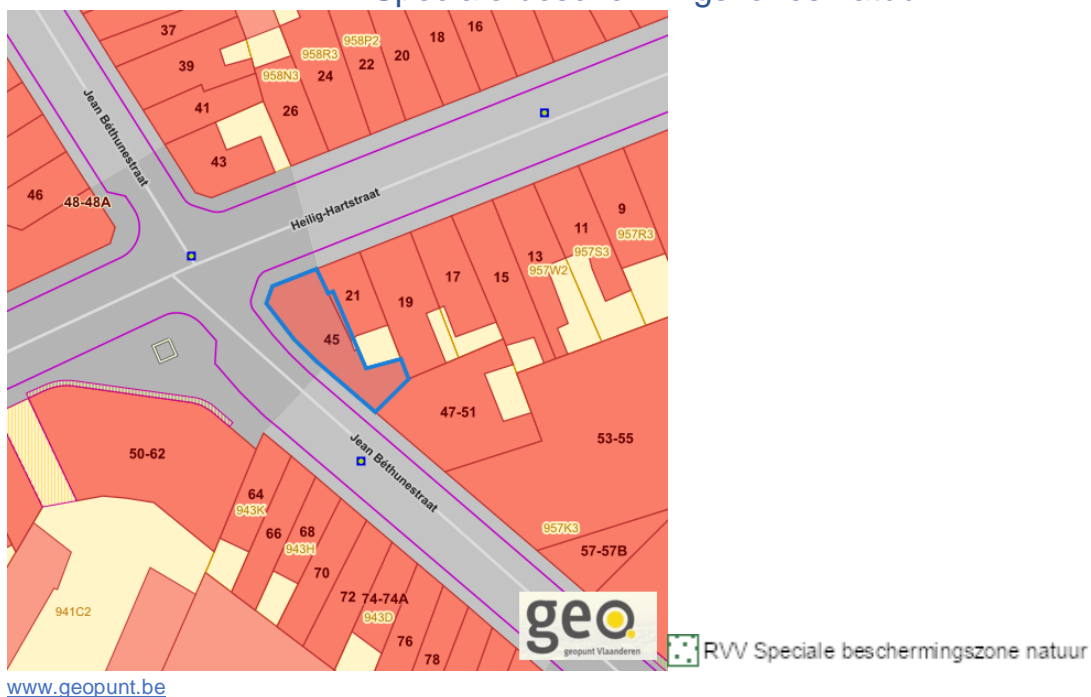 37
39
41
43
958N3
958R3
958P2
26
24
22
20
18
16
Jean Béthunestraat
46
48-48A
Heilig-Hartstraat
21
19
17
15
13
11
9
957W2
957S3
957R3
45
47-51
53-55
50-62
Jean Béthunestraat
64
943K
66
68
943H
70
72
74-74A
943D
76
78
957K3
57-57B
941C2
geo
geopunt Vlaanderen
RVV Speciale beschermingszone natuur
www.geopunt.be